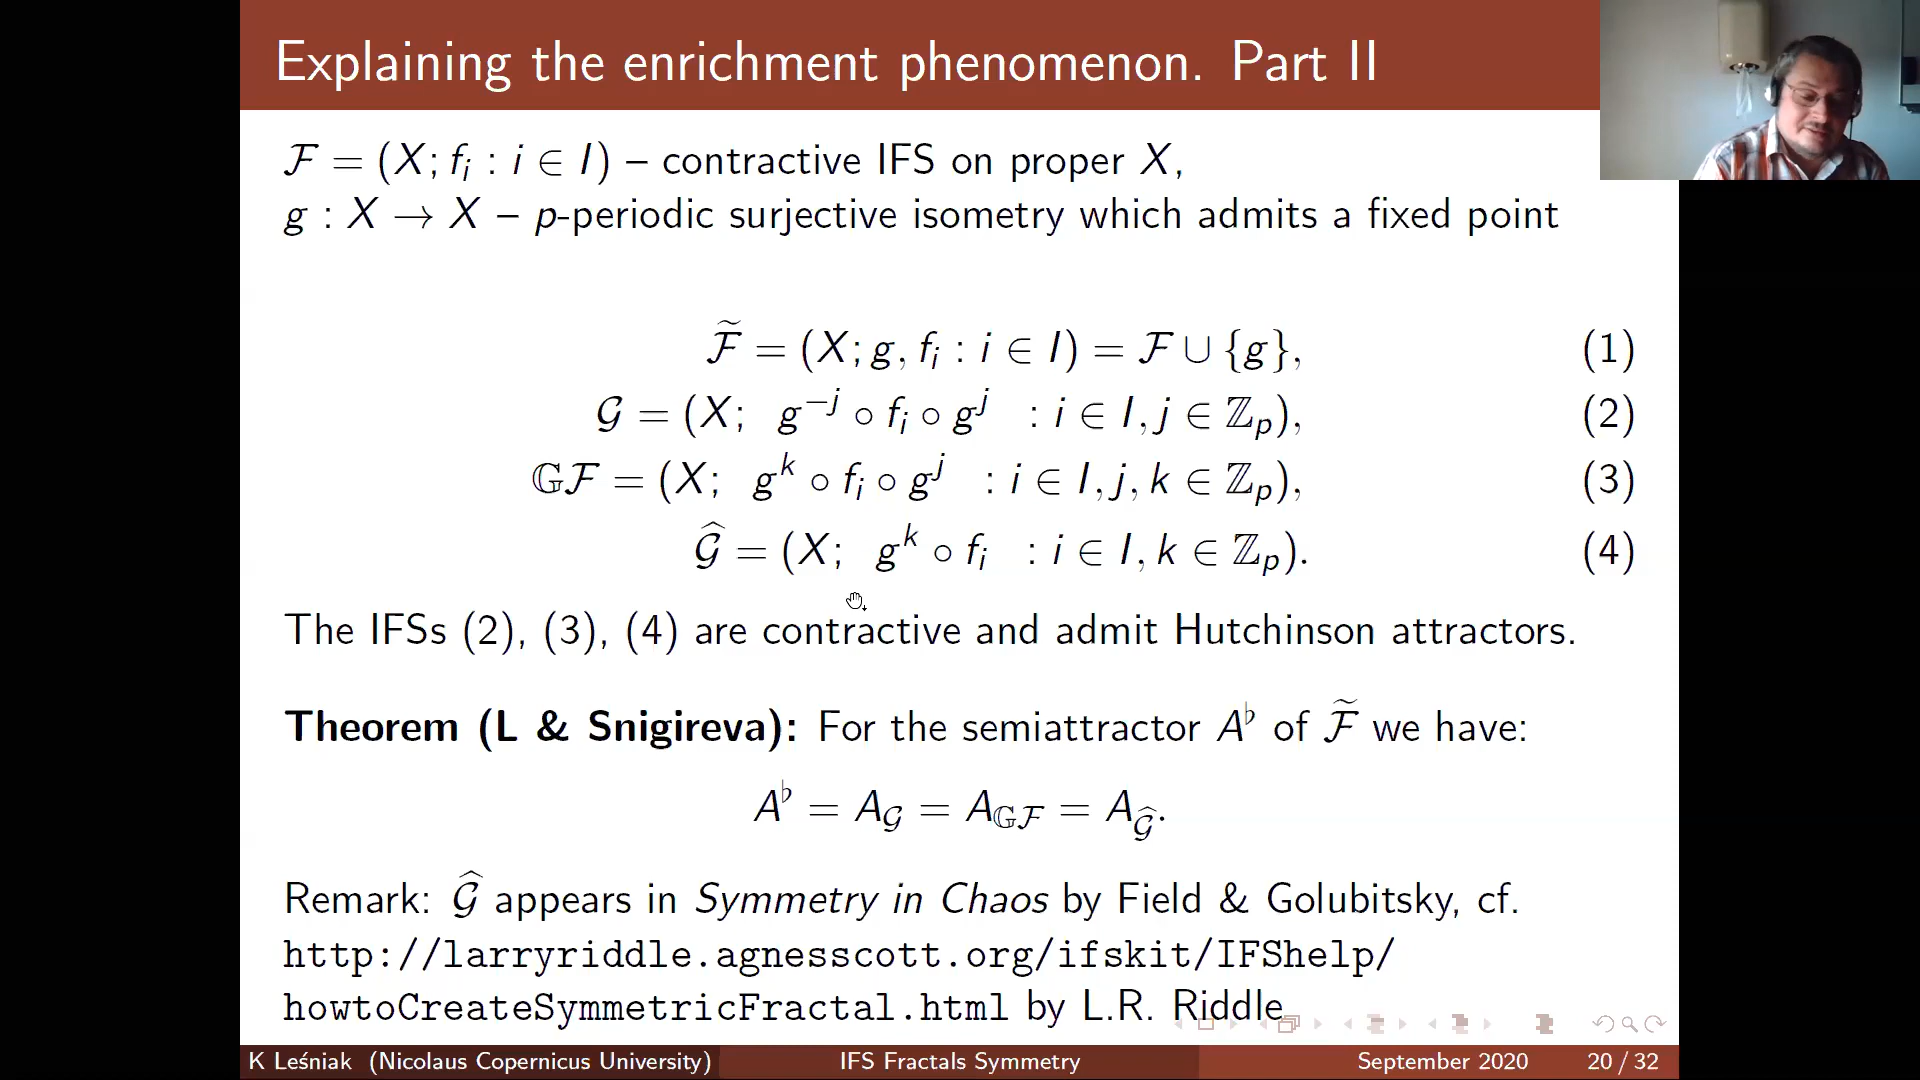 Explaining the enrichment phenomenon. Part II
ℱ = (X; f_i : i ∈ I) – contractive IFS on proper X,
g : X → X – p-periodic surjective isometry which admits a fixed point
ℱ̃ = (X; g, f_i : i ∈ I) = ℱ ∪ {g}, (1)
𝒢 = (X; g^{−j} ∘ f_i ∘ g^j : i ∈ I, j ∈ ℤ_p), (2)
𝔾ℱ = (X; g^k ∘ f_i ∘ g^j : i ∈ I, j, k ∈ ℤ_p), (3)
𝒢̂ = (X; g^k ∘ f_i : i ∈ I, k ∈ ℤ_p). (4)
The IFSs (2), (3), (4) are contractive and admit Hutchinson attractors.
Theorem (L & Snigireva): For the semiattractor A^♭ of ℱ̃ we have:
A^♭ = A_𝒢 = A_{𝔾ℱ} = A_{𝒢̂}.
Remark: 𝒢̂ appears in Symmetry in Chaos by Field & Golubitsky, cf.
http://larryriddle.agnesscott.org/ifskit/IFShelp/
howtoCreateSymmetricFractal.html by L.R. Riddle
K Leśniak (Nicolaus Copernicus University) IFS Fractals Symmetry September 2020 20 / 32